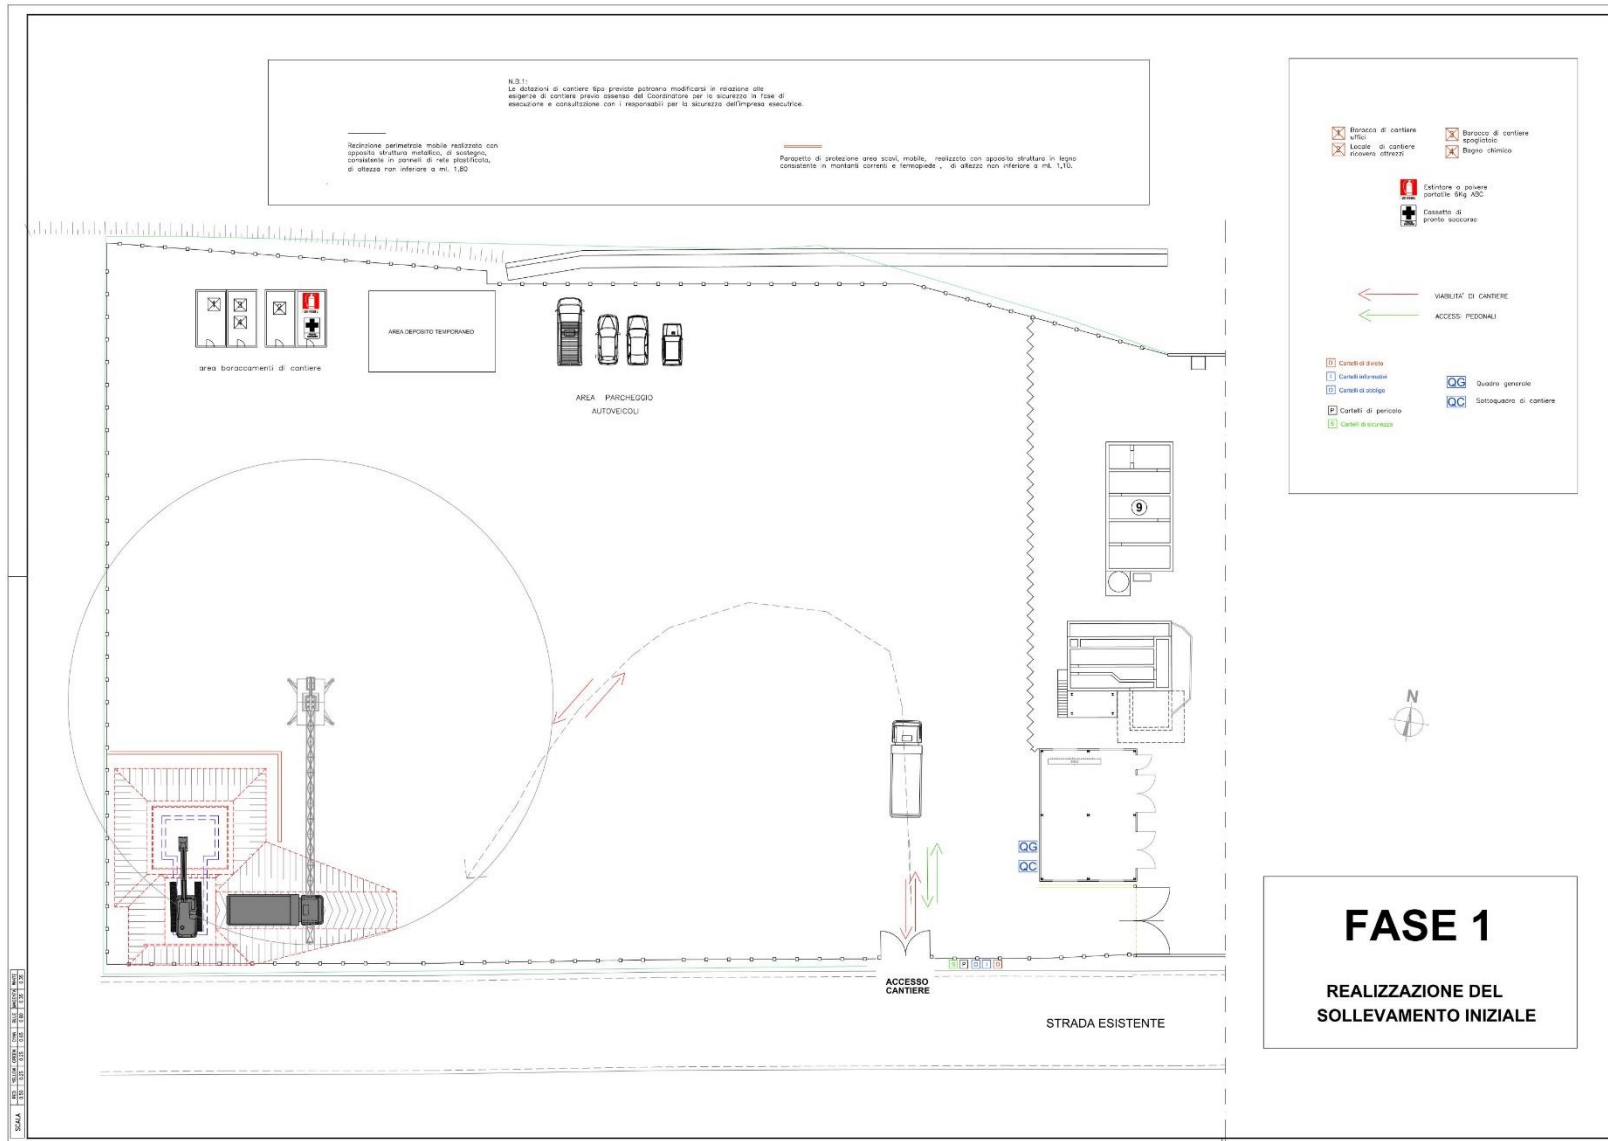 N.B.1:
Le dotazioni di cantiere tipo previste potranno modificarsi in relazione alle
esigenze di cantiere previo assenso del Coordinatore per la sicurezza in fase di
esecuzione e consultazione con i responsabili per la sicurezza dell'impresa esecutrice.
Recinzione perimetrale mobile realizzata con
apposita struttura metallica, di sostegno,
consistente in pannelli di rete plastificata,
di altezza non inferiore a ml. 1,80
Parapetto di protezione area scavi, mobile, realizzato con apposita struttura in legno
consistente in montanti correnti e fermapiede , di altezza non inferiore a ml. 1,10.
1 Baracca di cantiere
uffici
2 Locale di cantiere
ricovero attrezzi
3 Baracca di cantiere
spogliatoio
4 Bagno chimico
Estintore a polvere
portatile 6Kg ABC
Cassetta di
pronto soccorso
VIABILITA' DI CANTIERE
ACCESSI PEDONALI
D Cartelli di divieto
I Cartelli informativi
O Cartelli di obbligo
P Cartelli di pericolo
S Cartelli di sicurezza
QG Quadro generale
QC Sottoquadro di cantiere
1
3
4
2
area baraccamenti di cantiere
AREA DEPOSITO TEMPORANEO
AREA PARCHEGGIO
AUTOVEICOLI
9
N
QG
QC
S P O I D
ACCESSO
CANTIERE
STRADA ESISTENTE
FASE 1
REALIZZAZIONE DEL
SOLLEVAMENTO INIZIALE
SCALA